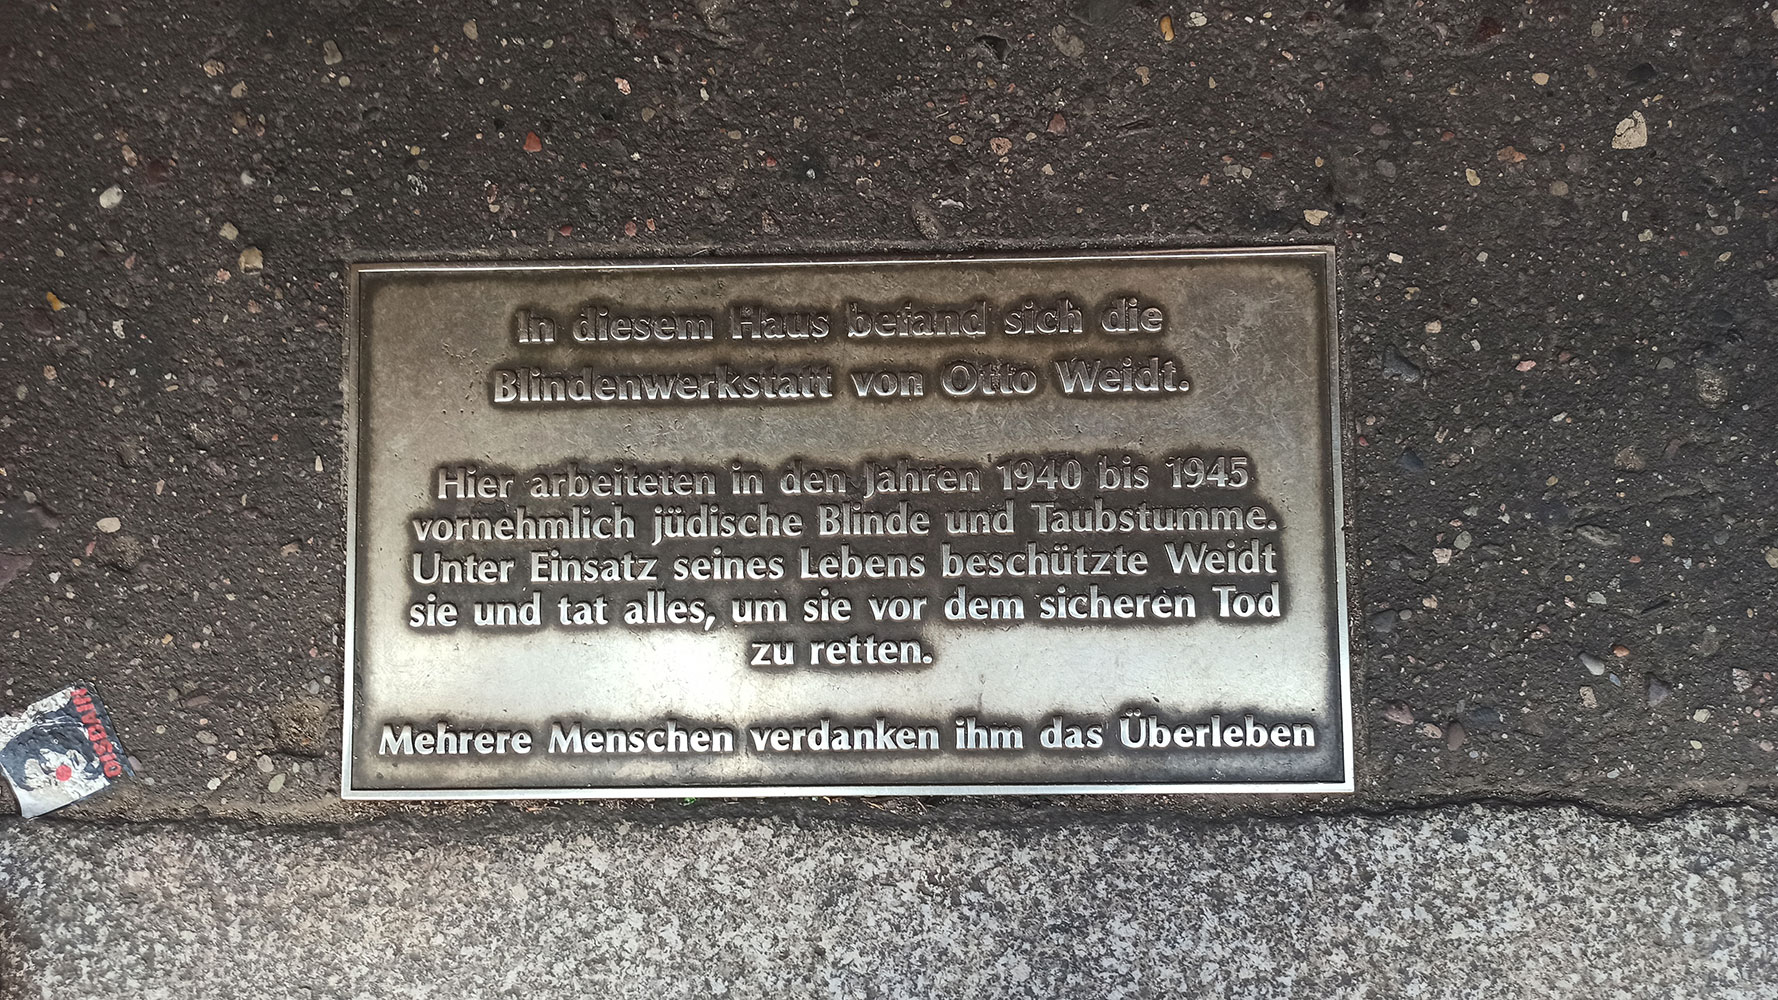 In diesem Haus befand sich die
Blindenwerkstatt von Otto Weidt.
Hier arbeiteten in den Jahren 1940 bis 1945
vornehmlich jüdische Blinde und Taubstumme.
Unter Einsatz seines Lebens beschützte Weidt
sie und tat alles, um sie vor dem sicheren Tod
zu retten.
Mehrere Menschen verdanken ihm das Überleben